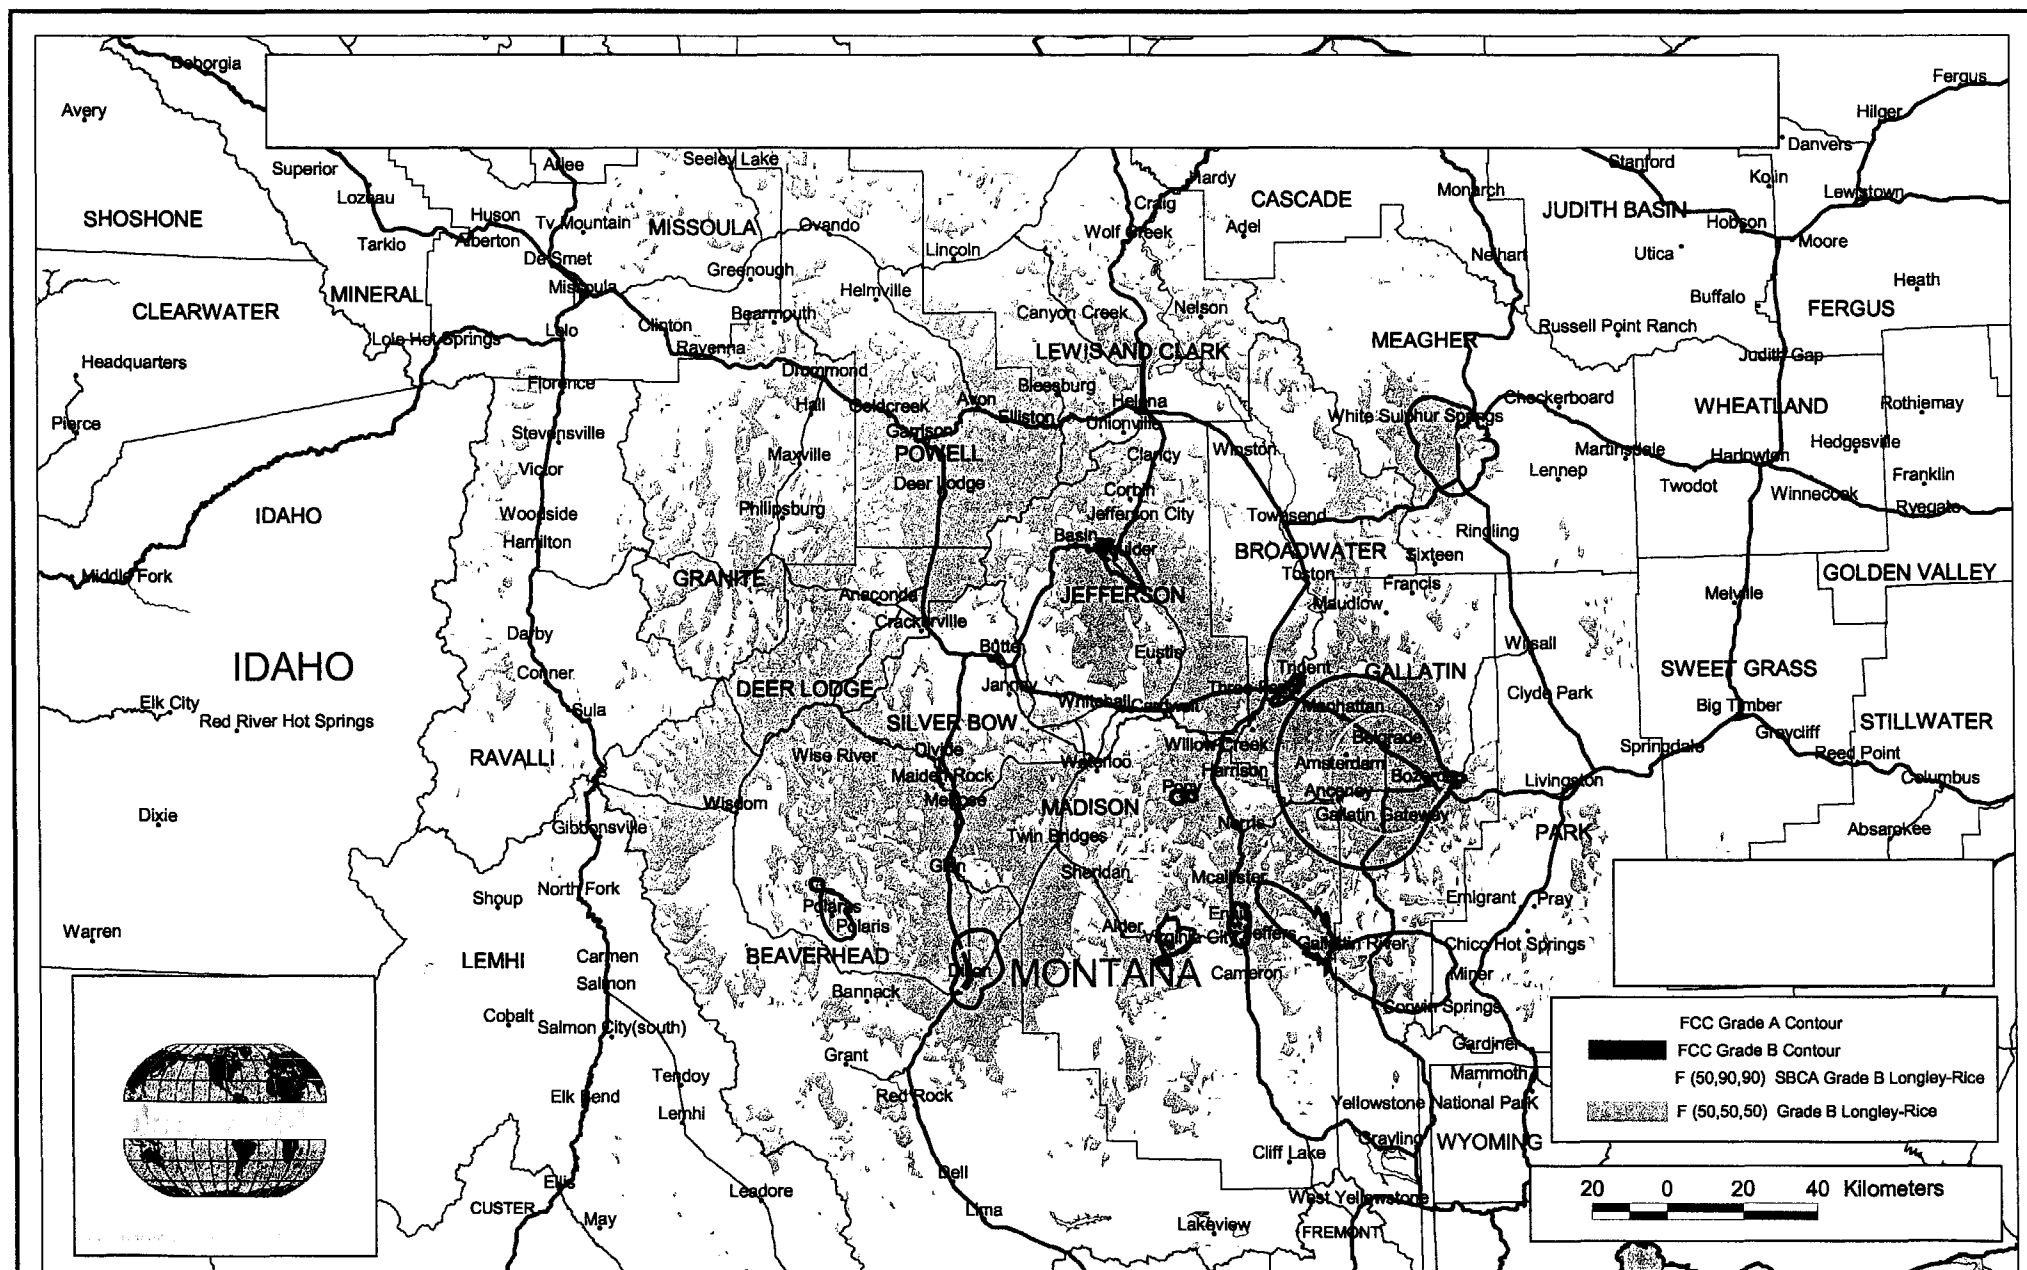 Deborgia
Fergus
Avery
Hilger
Danvers
Superior
Arlee
Seeley Lake
Stanford
Hardy
Monarch
Kolin
Lewistown
Lozeau
CASCADE
Craig
SHOSHONE
Huson
Tv Mountain
MISSOULA
Ovando
Wolf Creek
Adel
JUDITH BASIN
Hobson
Moore
Tarkio
Alberton
De Smet
Lincoln
Neihart
Utica
Greenough
Missoula
Helmville
Heath
CLEARWATER
MINERAL
Buffalo
FERGUS
Bearmouth
Canyon Creek
Nelson
Lolo Hot Springs
Lolo
Clinton
Ravenna
MEAGHER
Russell Point Ranch
Headquarters
LEWIS AND CLARK
Judith Gap
Drommond
Florence
Blossburg
Hall
Goldcreek
Avon
Helena
Checkerboard
WHEATLAND
Rothiemay
Pierce
Garrison
Elliston
Unionville
White Sulphur Springs
Stevensville
Maxville
POWELL
Clancy
Winston
Martinsdale
Harlowton
Hedgesville
Victor
Deer Lodge
Lennep
Twodot
Winnecook
Franklin
Corbin
Ryegate
IDAHO
Woodside
Philipsburg
Jefferson City
Townsend
Ringling
Hamilton
Basin
Boulder
BROADWATER
Sixteen
Middle Fork
GRANITE
Toston
Francis
GOLDEN VALLEY
Anaconda
JEFFERSON
Maudlow
Melville
Crackerville
Darby
Butte
Eustis
Wilsall
IDAHO
Conner
Trident
GALLATIN
SWEET GRASS
DEER LODGE
Janney
Three Forks
Elk City
Whitehall
Cardwell
Manhattan
Clyde Park
Big Timber
Red River Hot Springs
Sula
SILVER BOW
STILLWATER
RAVALLI
Wise River
Divide
Willow Creek
Belgrade
Springdale
Greycliff
Reed Point
Maiden Rock
Waterloo
Harrison
Amsterdam
Bozeman
Livingston
Columbus
Wisdom
Melrose
MADISON
Pony
Anceney
Dixie
Gibbonsville
Twin Bridges
Norris
Gallatin Gateway
PARK
Absarokee
Glen
Sheridan
Mcallister
Shoup
North Fork
Polaris
Polaris
Emigrant
Pray
Warren
Alder
Virginia City
Ennis
Jeffers
Gallatin River
Chico Hot Springs
LEMHI
Carmen
BEAVERHEAD
Dillon
MONTANA
Cameron
Miner
Salmon
Bannack
Corwin Springs
Cobalt
Salmon City(south)
Grant
Gardiner
Tendoy
Mammoth
Elk Bend
Lemhi
Red Rock
Yellowstone National Park
Grayling
WYOMING
Cliff Lake
Ellis
Leadore
Dell
West Yellowstone
CUSTER
May
Lima
Lakeview
FREMONT
FCC Grade A Contour
FCC Grade B Contour
F (50,90,90) SBCA Grade B Longley-Rice
F (50,50,50) Grade B Longley-Rice
20 0 20 40 Kilometers